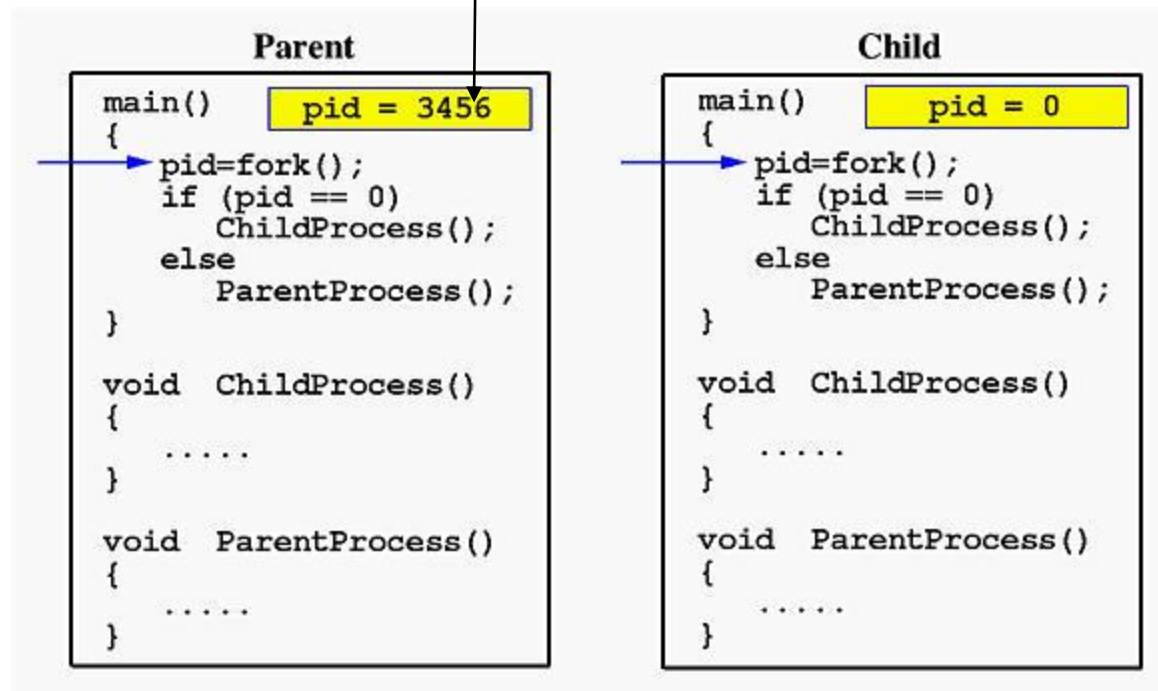 Parent
main()
pid = 3456
{
pid=fork();
if (pid == 0)
ChildProcess();
else
ParentProcess();
}
void ChildProcess()
{
.....
}
void ParentProcess()
{
.....
}
Child
main()
pid = 0
{
pid=fork();
if (pid == 0)
ChildProcess();
else
ParentProcess();
}
void ChildProcess()
{
.....
}
void ParentProcess()
{
.....
}